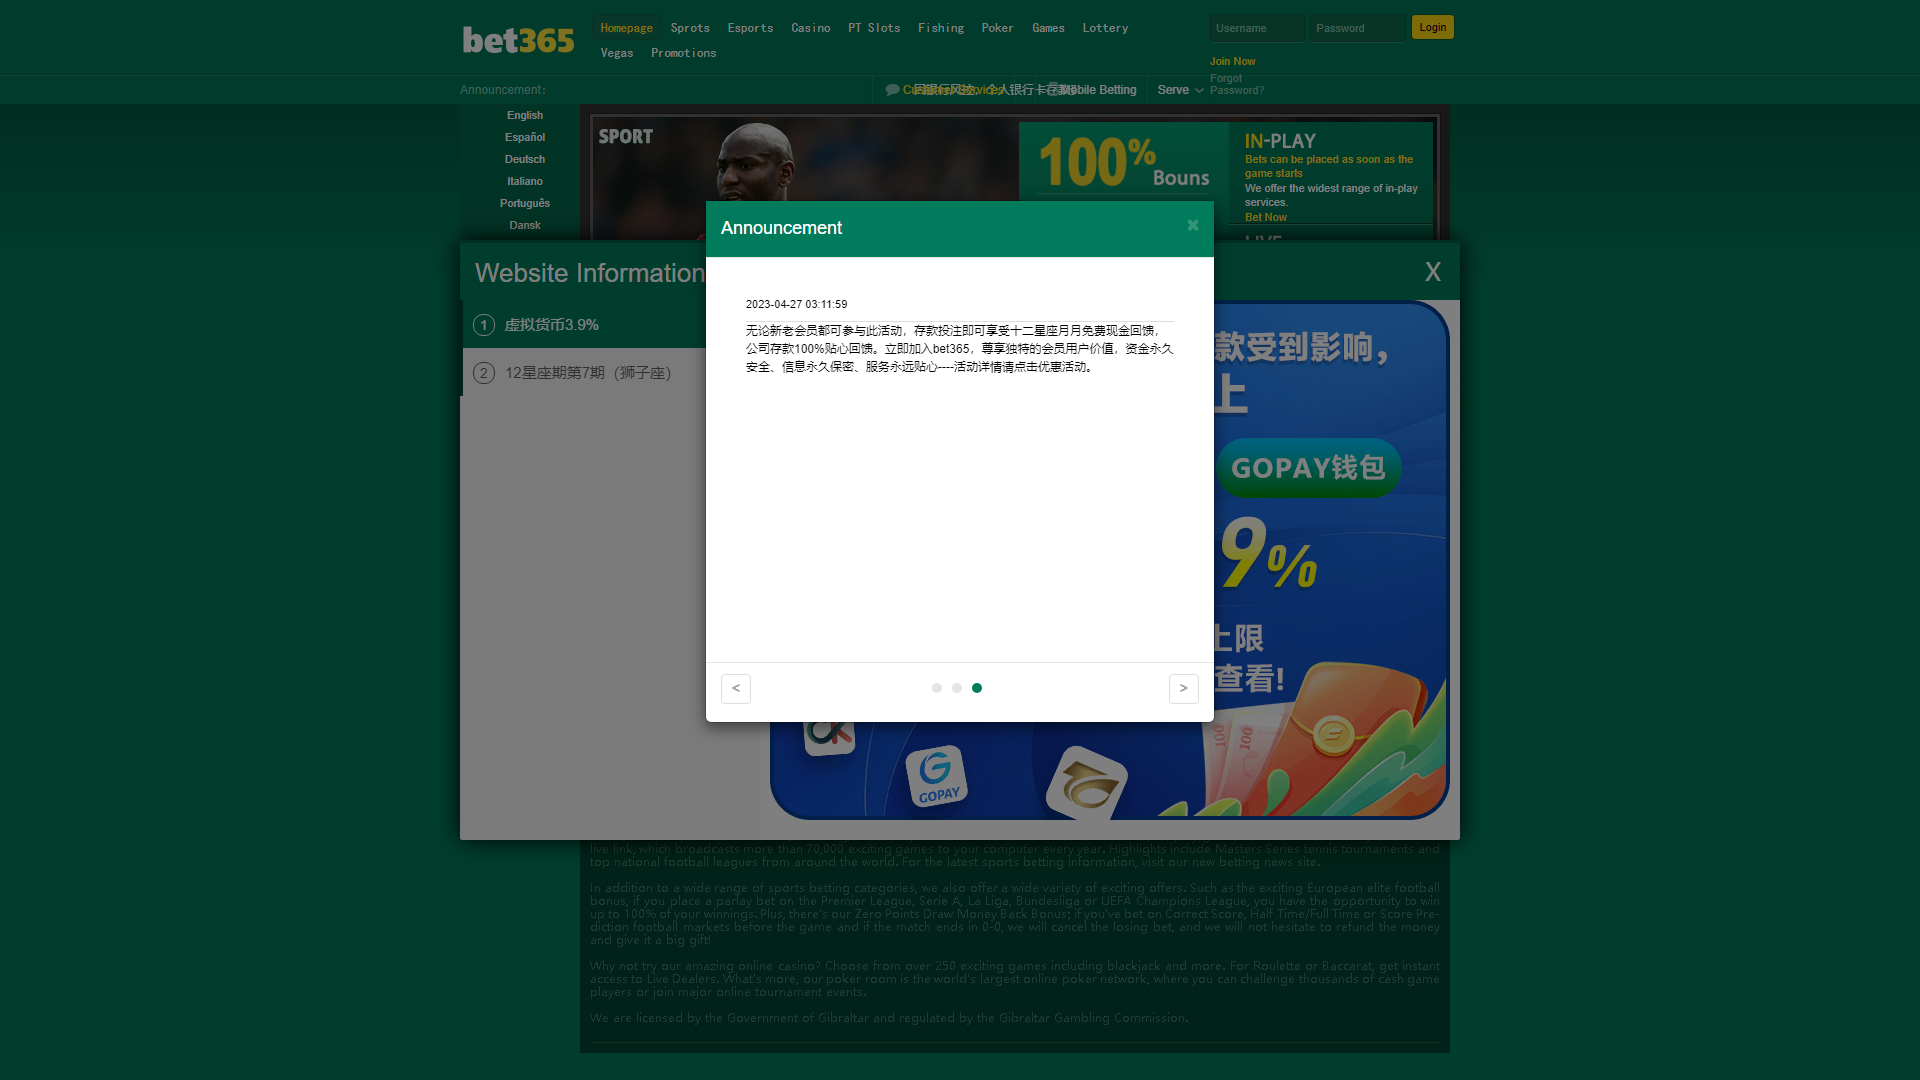 bet365
Homepage Sprots Esports Casino PT Slots Fishing Poker Games Lottery
Vegas Promotions
Username Password Login
Join Now
Forgot
Password?
Announcement:
Customer Services
Mobile Betting
Serve
English
Español
Deutsch
Italiano
Português
Dansk
SPORT
100%
Bouns
IN-PLAY
Bets can be placed as soon as the
game starts
We offer the widest range of in-play
services.
Bet Now
LIVE
Website Information
X
1 虚拟货币3.9%
2 12星座期第7期（狮子座）
Announcement
×
2023-04-27 03:11:59
无论新老会员都可参与此活动，存款投注即可享受十二星座月月免费现金回馈，
公司存款100%贴心回馈。立即加入bet365，尊享独特的会员用户价值，资金永久
安全、信息永久保密、服务永远贴心----活动详情请点击优惠活动。
<
>
款受到影响，
上
GOPAY钱包
9%
上限
查看!
100
100
GOPAY
live link, which broadcasts more than 70,000 exciting games to your computer every year. Highlights include Masters Series tennis tournaments and
top national football leagues from around the world. For the latest sports betting information, visit our new betting news site.
In addition to a wide range of sports betting categories, we also offer a wide variety of exciting offers. Such as the exciting European elite football
bonus, if you place a parlay bet on the Premier League, Serie A, La Liga, Bundesliga or UEFA Champions League, you have the opportunity to win
up to 100% of your winnings. Plus, there's our Zero Points Draw Money Back Bonus; if you've bet on Correct Score, Half Time/Full Time or Score Pre-
diction football markets before the game and if the match ends in 0-0, we will cancel the losing bet, and we will not hesitate to refund the money
and give it a big gift!
Why not try our amazing online casino? Choose from over 250 exciting games including blackjack and more. For Roulette or Baccarat, get instant
access to Live Dealers. What's more, our poker room is the world's largest online poker network, where you can challenge thousands of cash game
players or join major online tournament events.
We are licensed by the Government of Gibraltar and regulated by the Gibraltar Gambling Commission.